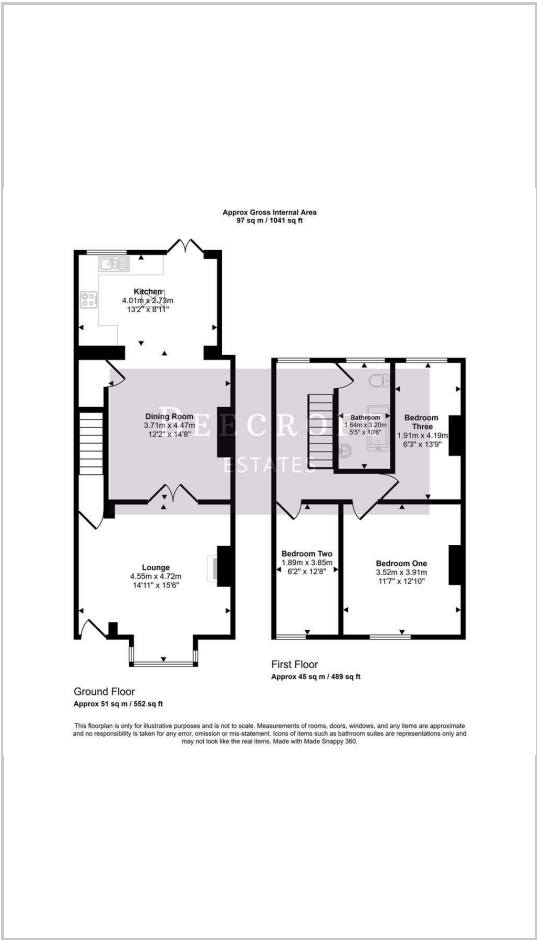 Approx Gross Internal Area
97 sq m / 1041 sq ft
Kitchen
4.01m x 2.73m
13'2" x 8'11"
Dining Room
3.71m x 4.47m
12'2" x 14'8"
Lounge
4.55m x 4.72m
14'11" x 15'6"
Bathroom
1.64m x 3.20m
5'5" x 10'6"
Bedroom
Three
1.91m x 4.19m
6'3" x 13'9"
ESTATES
Bedroom Two
1.89m x 3.85m
6'2" x 12'8"
Bedroom One
3.52m x 3.91m
11'7" x 12'10"
First Floor
Approx 45 sq m / 489 sq ft
Ground Floor
Approx 51 sq m / 552 sq ft
This floorplan is only for illustrative purposes and is not to scale. Measurements of rooms, doors, windows, and any items are approximate
and no responsibility is taken for any error, omission or mis-statement. Icons of items such as bathroom suites are representations only and
may not look like the real items. Made with Made Snappy 360.